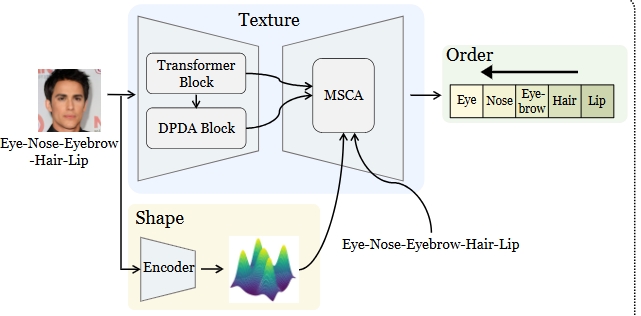 Texture
Transformer
Block
DPDA Block
MSCA
Order
Eye
Nose
Eye-
brow
Hair
Lip
Eye-Nose-Eyebrow
-Hair-Lip
Shape
Encoder
Eye-Nose-Eyebrow-Hair-Lip